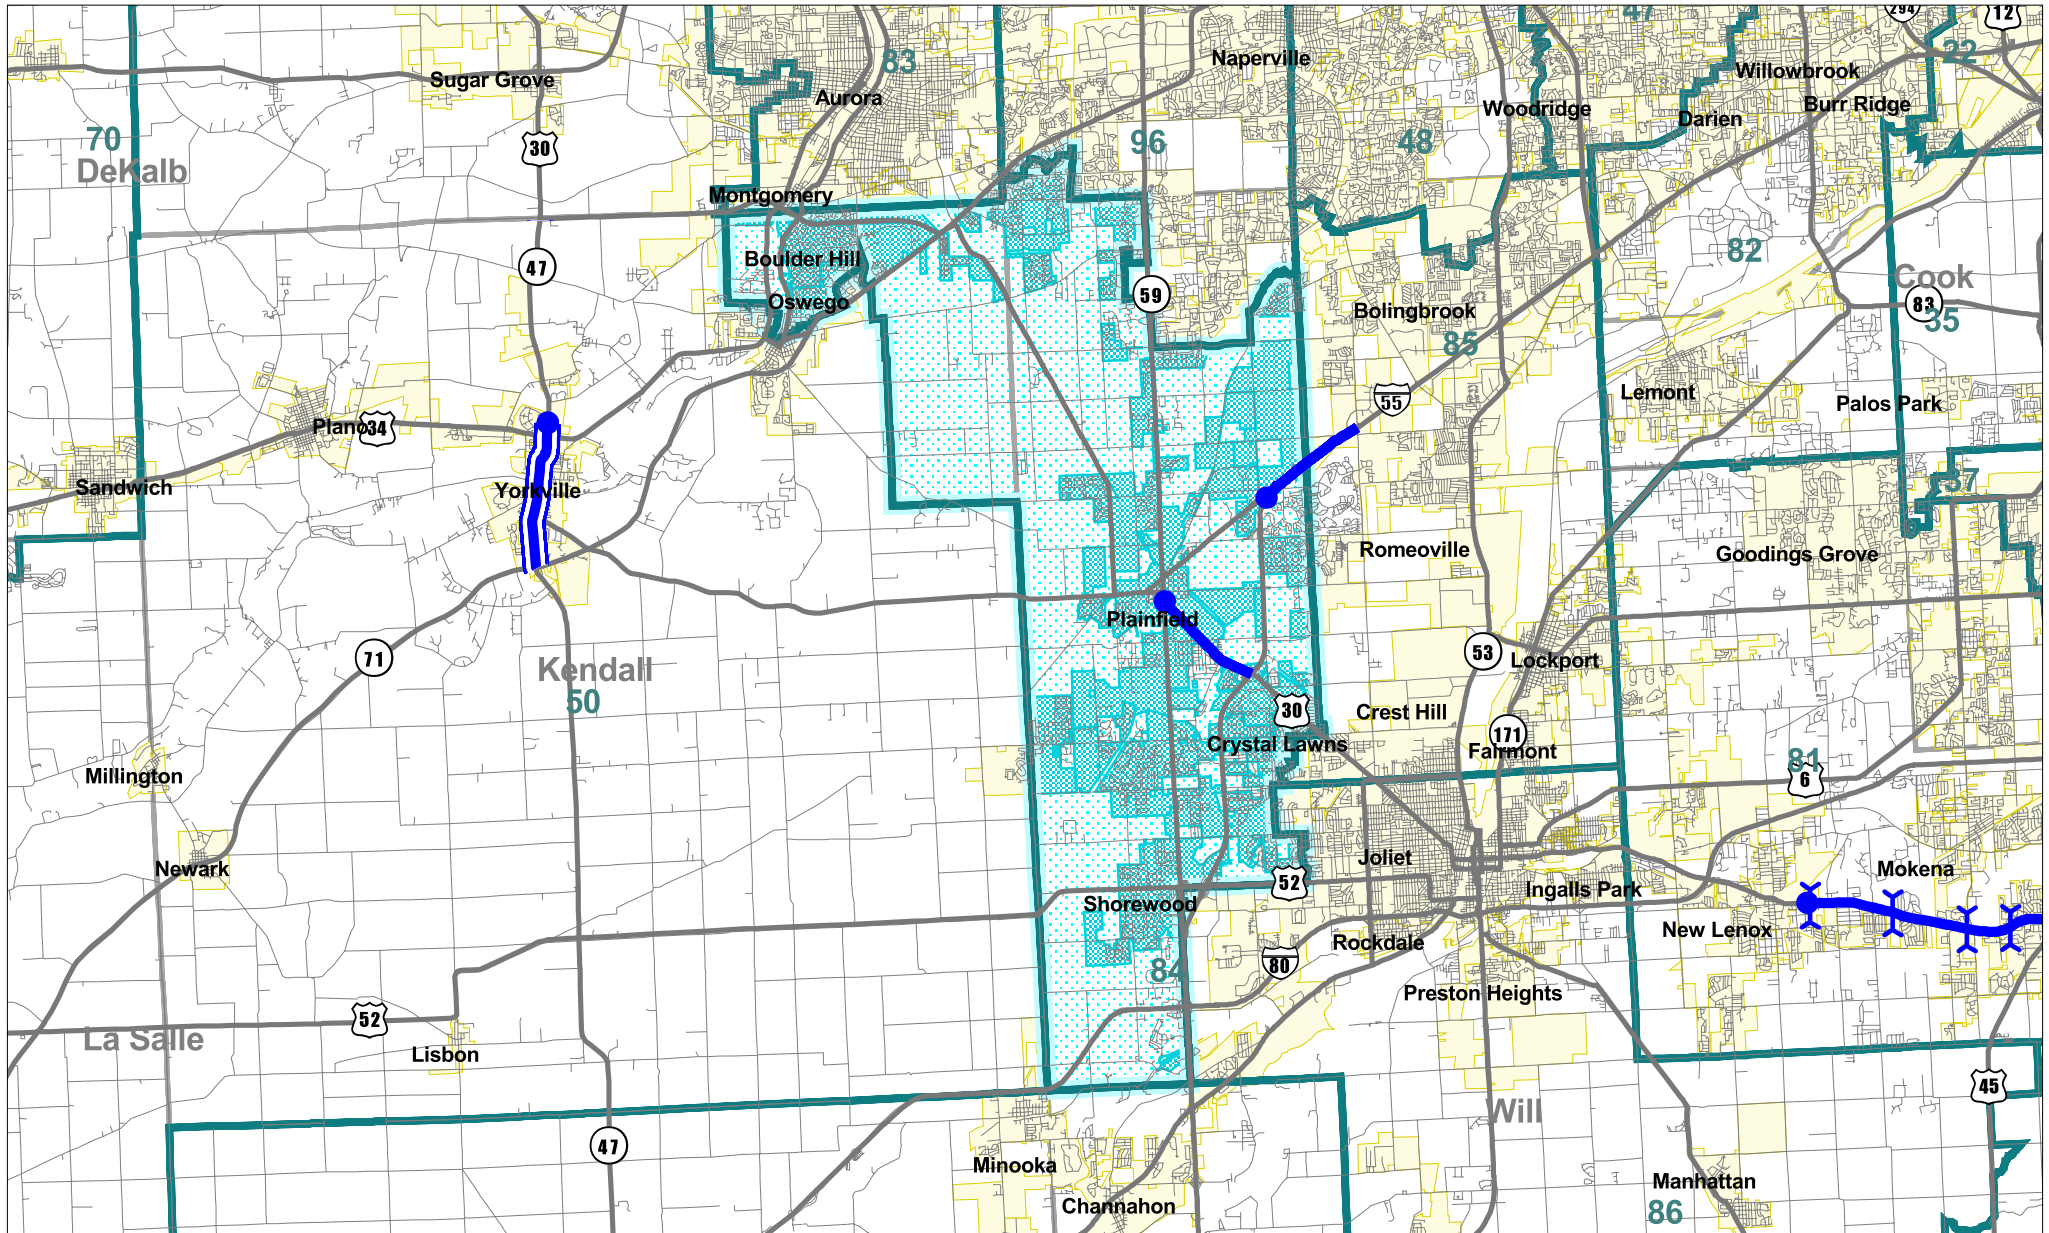 47
294
12
83
22
Naperville
Sugar Grove
Willowbrook
Aurora
Woodridge
Burr Ridge
Darien
70
30
96
48
DeKalb
Montgomery
82
Boulder Hill
47
Cook
59
83
Oswego
Bolingbrook
35
85
Lemont
55
Palos Park
Plano
34
37
Sandwich
Yorkville
Romeoville
Goodings Grove
Plainfield
71
53
Lockport
Kendall
50
30
Crest Hill
171
Crystal Lawns
Fairmont
81
6
Millington
Joliet
Newark
Mokena
52
Ingalls Park
Shorewood
New Lenox
Rockdale
80
84
Preston Heights
52
La Salle
Lisbon
45
Will
47
Minooka
Manhattan
Channahon
86